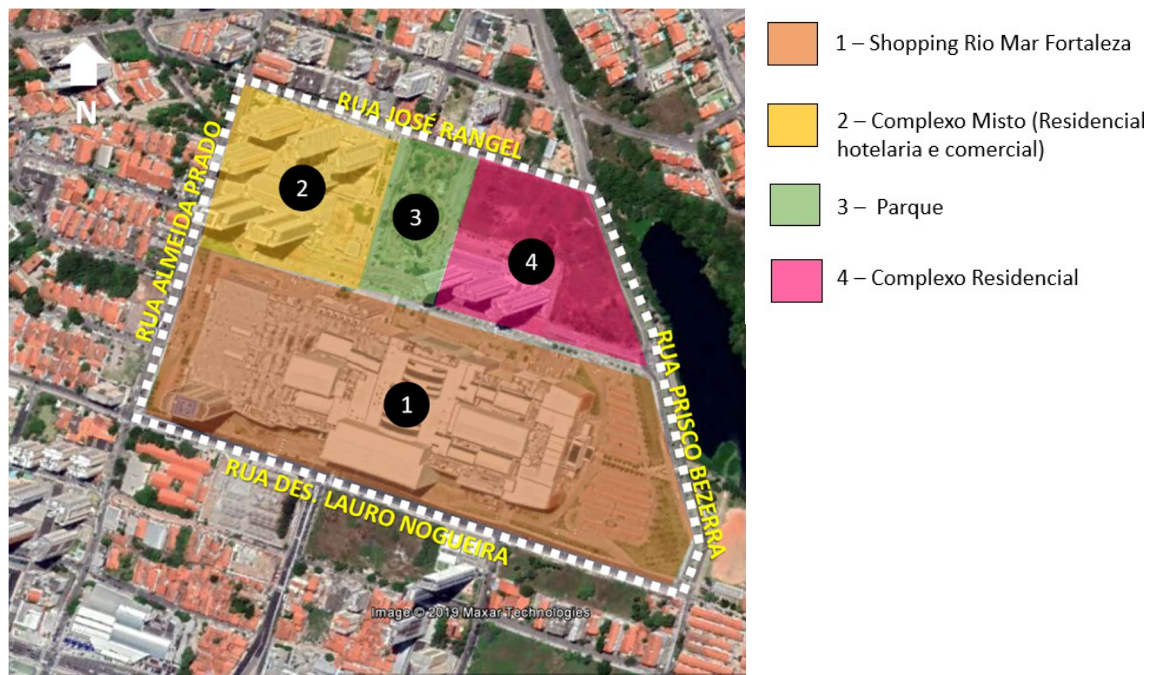 N
RUA JOSÉ RANGEL
RUA ALMEIDA PRADO
2
3
4
1
RUA PRISCO BEZERRA
RUA DES. LAURO NOGUEIRA
Image © 2019 Maxar Technologies
1 – Shopping Rio Mar Fortaleza
2 – Complexo Misto (Residencial
hotelaria e comercial)
3 – Parque
4 – Complexo Residencial